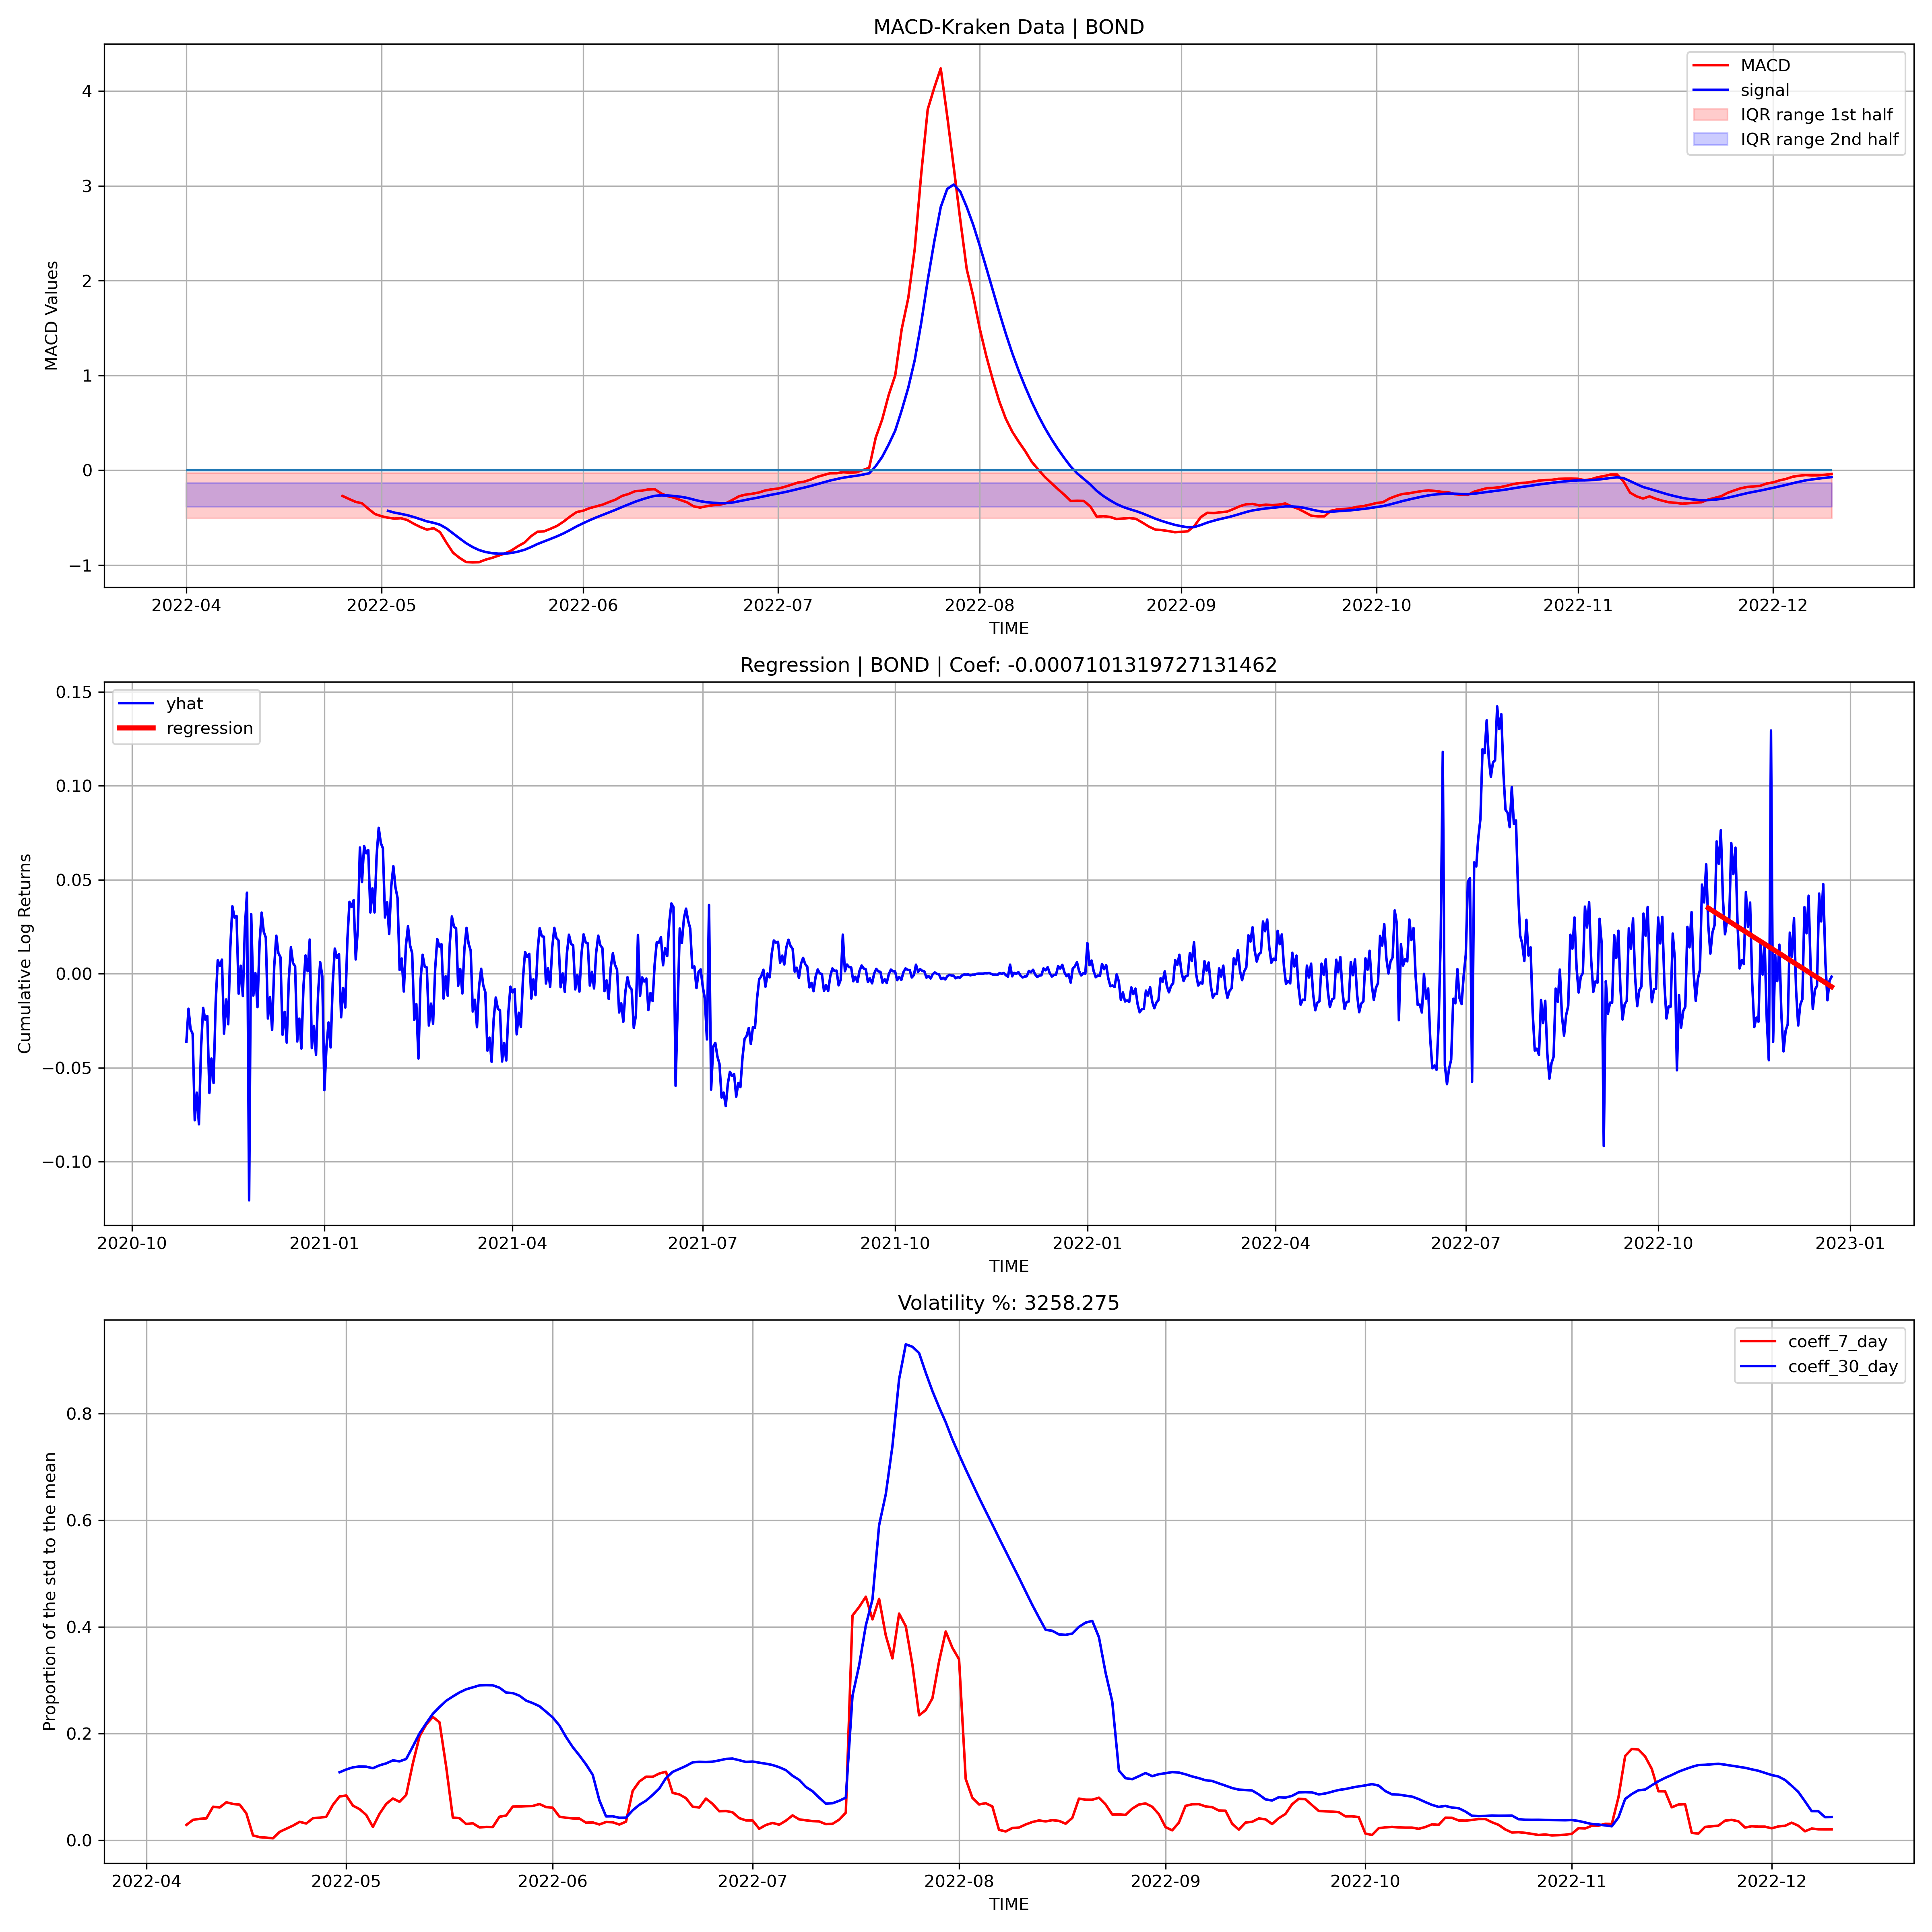 MACD-Kraken Data | BOND
MACD
signal
IQR range 1st half
IQR range 2nd half
4
3
2
1
0
−1
MACD Values
2022-04 2022-05 2022-06 2022-07 2022-08 2022-09 2022-10 2022-11 2022-12
TIME
Regression | BOND | Coef: -0.0007101319727131462
yhat
regression
0.15
0.10
0.05
0.00
−0.05
−0.10
Cumulative Log Returns
2020-10 2021-01 2021-04 2021-07 2021-10 2022-01 2022-04 2022-07 2022-10 2023-01
TIME
Volatility %: 3258.275
coeff_7_day
coeff_30_day
0.8
0.6
0.4
0.2
0.0
Proportion of the std to the mean
2022-04 2022-05 2022-06 2022-07 2022-08 2022-09 2022-10 2022-11 2022-12
TIME